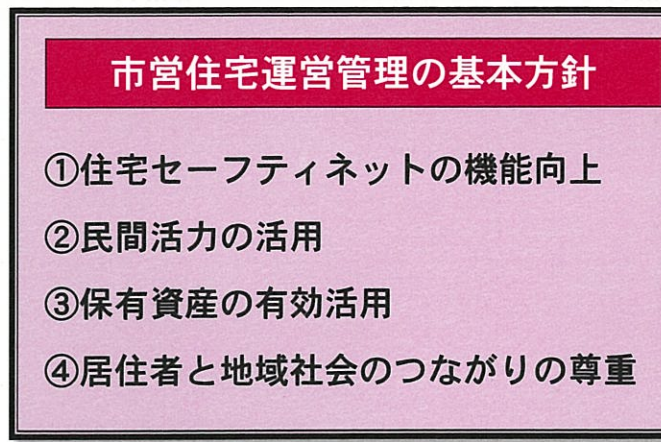 市営住宅運営管理の基本方針
①住宅セーフティネットの機能向上
②民間活力の活用
③保有資産の有効活用
④居住者と地域社会のつながりの尊重